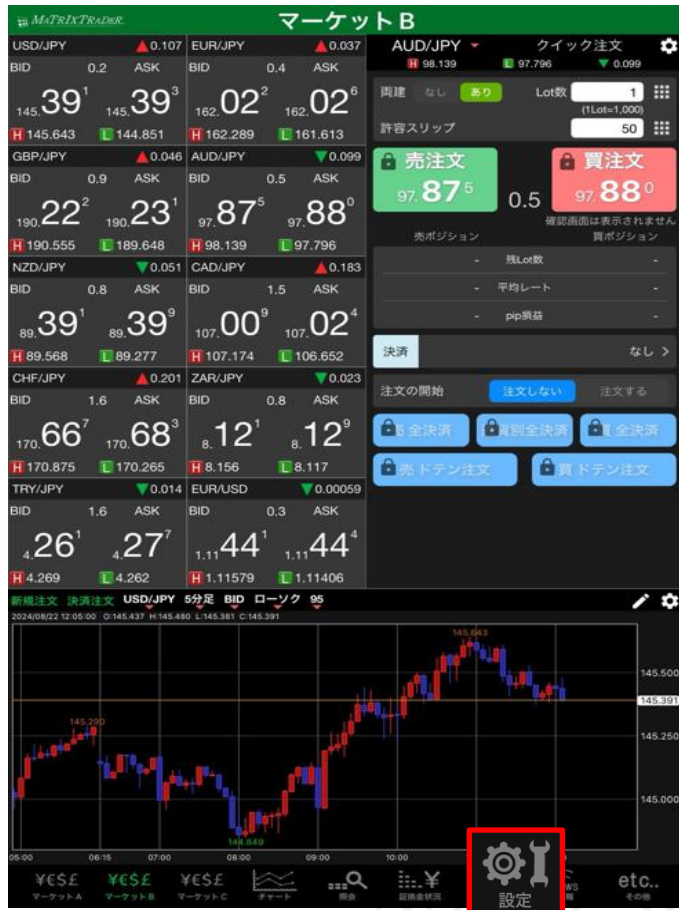 MATRIXTRADER.
マーケットB
USD/JPY ▲0.107 EUR/JPY ▲0.037
BID 0.2 ASK BID 0.4 ASK
145.39¹ 145.39³ 162.02² 162.02⁶
H 145.643 L 144.851 H 162.289 L 161.613
GBP/JPY ▲0.046 AUD/JPY ▼0.099
BID 0.9 ASK BID 0.5 ASK
190.22² 190.23¹ 97.87⁵ 97.88⁰
H 190.555 L 189.648 H 98.139 L 97.796
NZD/JPY ▼0.051 CAD/JPY ▲0.183
BID 0.8 ASK BID 1.5 ASK
89.39¹ 89.39⁹ 107.00⁹ 107.02⁴
H 89.568 L 89.277 H 107.174 L 106.652
CHF/JPY ▲0.201 ZAR/JPY ▼0.023
BID 1.6 ASK BID 0.8 ASK
170.66⁷ 170.68³ 8.12¹ 8.12⁹
H 170.875 L 170.265 H 8.156 L 8.117
TRY/JPY ▼0.014 EUR/USD ▼0.00059
BID 1.6 ASK BID 0.3 ASK
4.26¹ 4.27⁷ 1.1144¹ 1.1144⁴
H 4.269 L 4.262 H 1.11579 L 1.11406
AUD/JPY クイック注文
H 98.139 L 97.796 ▼ 0.099
両建 なし あり Lot数 1
(1Lot=1,000)
許容スリップ 50
売注文 買注文
97.87⁵ 0.5 97.88⁰
確認画面は表示されません
売ポジション 買ポジション
- 残Lot数 -
- 平均レート -
- pip損益 -
決済 なし >
注文の開始 注文しない 注文する
全決済 別全決済 全決済
売 ドテン注文 買 ドテン注文
新規注文 決済注文 USD/JPY 5分足 BID ローソク 95
2024/08/22 12:05:00 O:145.437 H:145.480 L:145.381 C:145.391
145.643
145.500
145.391
145.290
145.250
145.000
144.849
05:00 06:15 07:00 08:00 09:00 10:00
¥€$£ ¥€$£ ¥€$£ ¥ etc..
マーケットA マーケットB マーケットC チャート 照会 証拠金状況 設定 その他